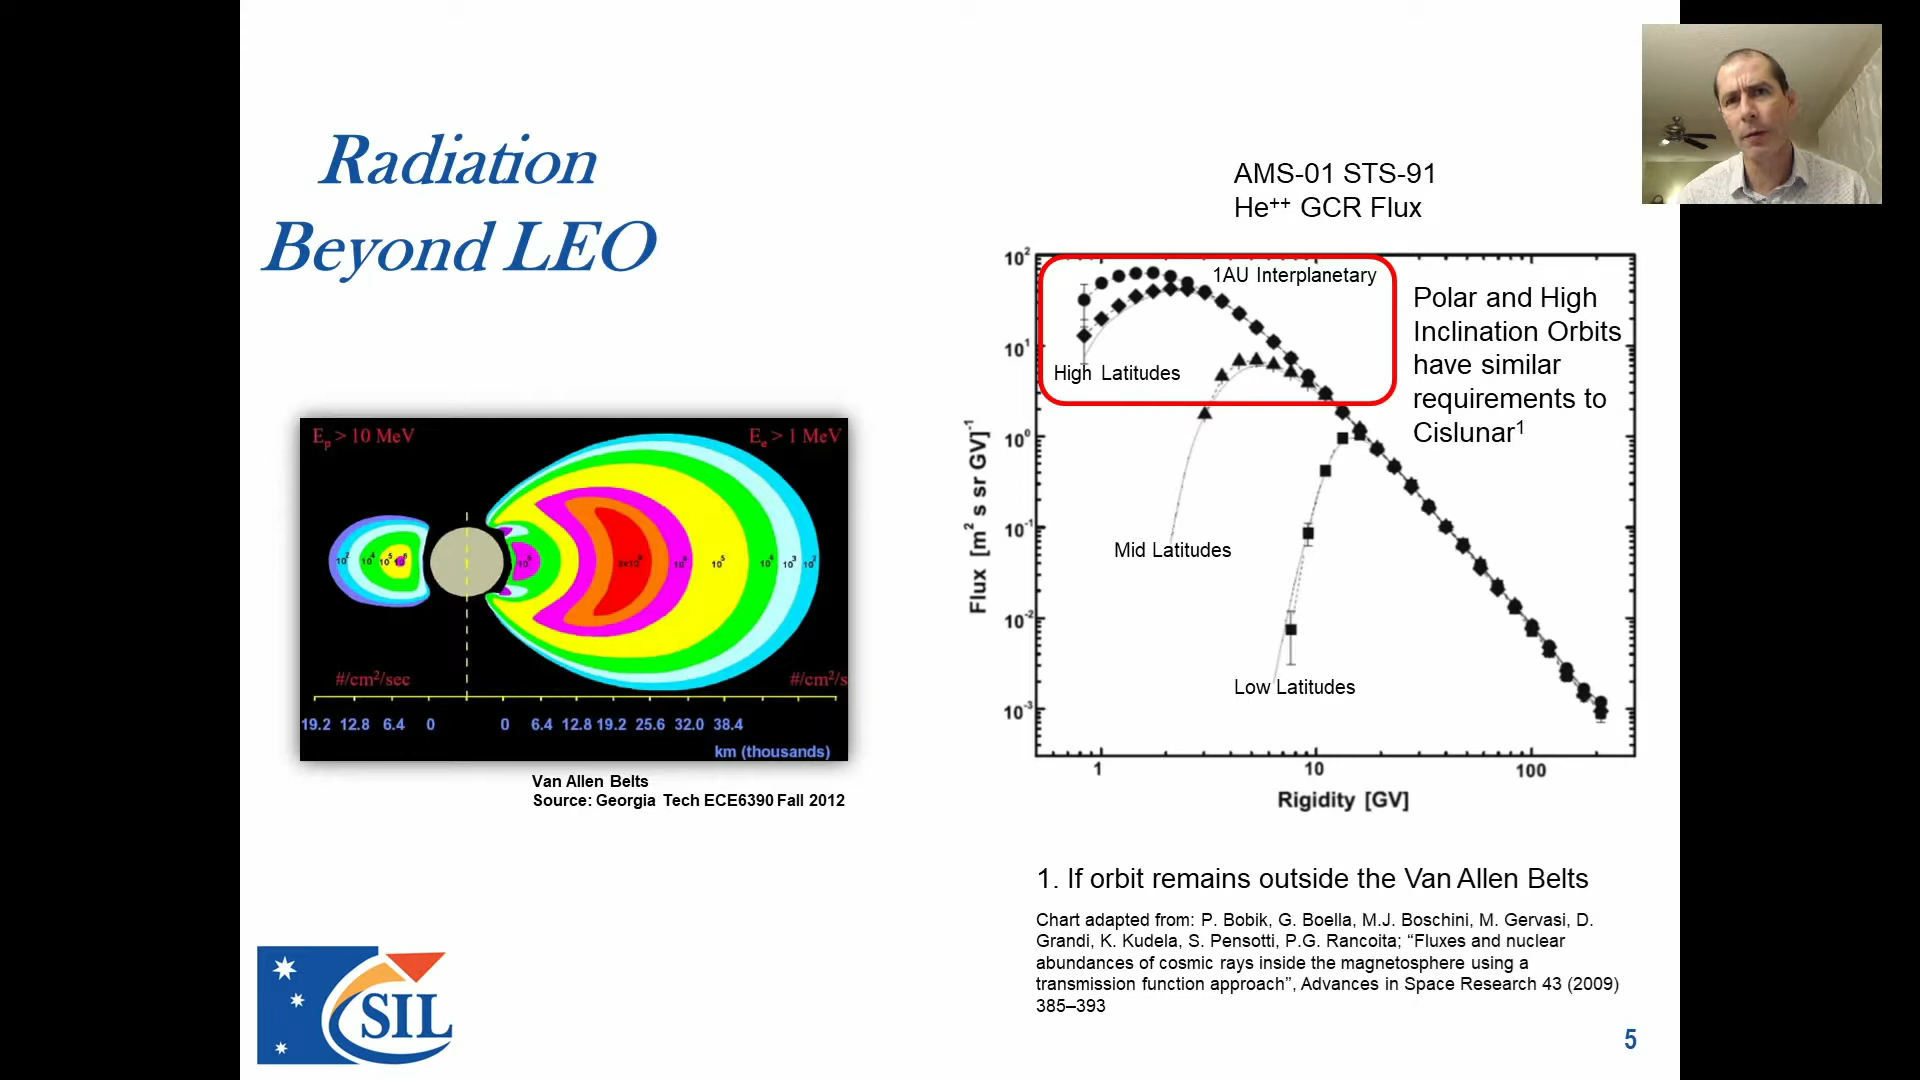 Radiation
Beyond LEO
AMS-01 STS-91
He++ GCR Flux
Ep > 10 MeV
Ee > 1 MeV
#/cm2/sec
#/cm2/s
19.2 12.8 6.4 0 0 6.4 12.8 19.2 25.6 32.0 38.4
km (thousands)
Van Allen Belts
Source: Georgia Tech ECE6390 Fall 2012
1AU Interplanetary
High Latitudes
Mid Latitudes
Low Latitudes
Flux [m2 s sr GV]-1
10^2
10^1
10^0
10^-1
10^-2
10^-3
1 10 100
Rigidity [GV]
Polar and High
Inclination Orbits
have similar
requirements to
Cislunar1
1. If orbit remains outside the Van Allen Belts
Chart adapted from: P. Bobik, G. Boella, M.J. Boschini, M. Gervasi, D.
Grandi, K. Kudela, S. Pensotti, P.G. Rancoita; “Fluxes and nuclear
abundances of cosmic rays inside the magnetosphere using a
transmission function approach”, Advances in Space Research 43 (2009)
385–393
SIL
5